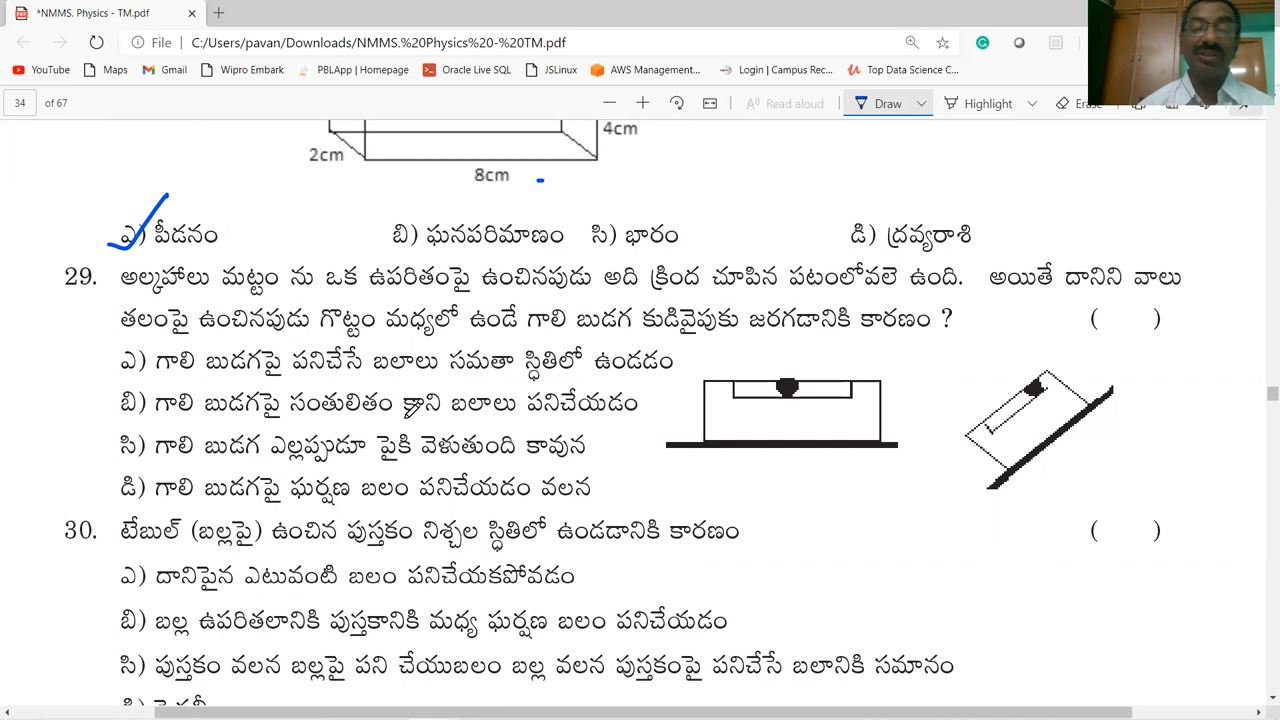 *NMMS. Physics - TM.pdf
File C:/Users/pavan/Downloads/NMMS.%20Physics%20-%20TM.pdf
YouTube Maps Gmail Wipro Embark PBLApp | Homepage Oracle Live SQL JSLinux AWS Management... Login | Campus Rec... Top Data Science C...
34 of 67 Read aloud Draw Highlight Erase
4cm
2cm
8cm
ఎ) పీడనం బి) ఘనపరిమాణం సి) భారం డి) ద్రవ్యరాశి
29. అల్కహాలు మట్టం ను ఒక ఉపరితంపై ఉంచినపుడు అది క్రింద చూపిన పటంలోవలె ఉంది. అయితే దానిని వాలు
తలంపై ఉంచినపుడు గొట్టం మధ్యలో ఉండే గాలి బుడగ కుడివైపుకు జరగడానికి కారణం ? ( )
ఎ) గాలి బుడగపై పనిచేసే బలాలు సమతా స్ధితిలో ఉండడం
బి) గాలి బుడగపై సంతులితం కాని బలాలు పనిచేయడం
సి) గాలి బుడగ ఎల్లప్పుడూ పైకి వెళుతుంది కావున
డి) గాలి బుడగపై ఘర్షణ బలం పనిచేయడం వలన
30. టేబుల్ (బల్లపై) ఉంచిన పుస్తకం నిశ్చల స్ధితిలో ఉండడానికి కారణం ( )
ఎ) దానిపైన ఎటువంటి బలం పనిచేయకపోవడం
బి) బల్ల ఉపరితలానికి పుస్తకానికి మధ్య ఘర్షణ బలం పనిచేయడం
సి) పుస్తకం వలన బల్లపై పని చేయుబలం బల్ల వలన పుస్తకంపై పనిచేసే బలానికి సమానం